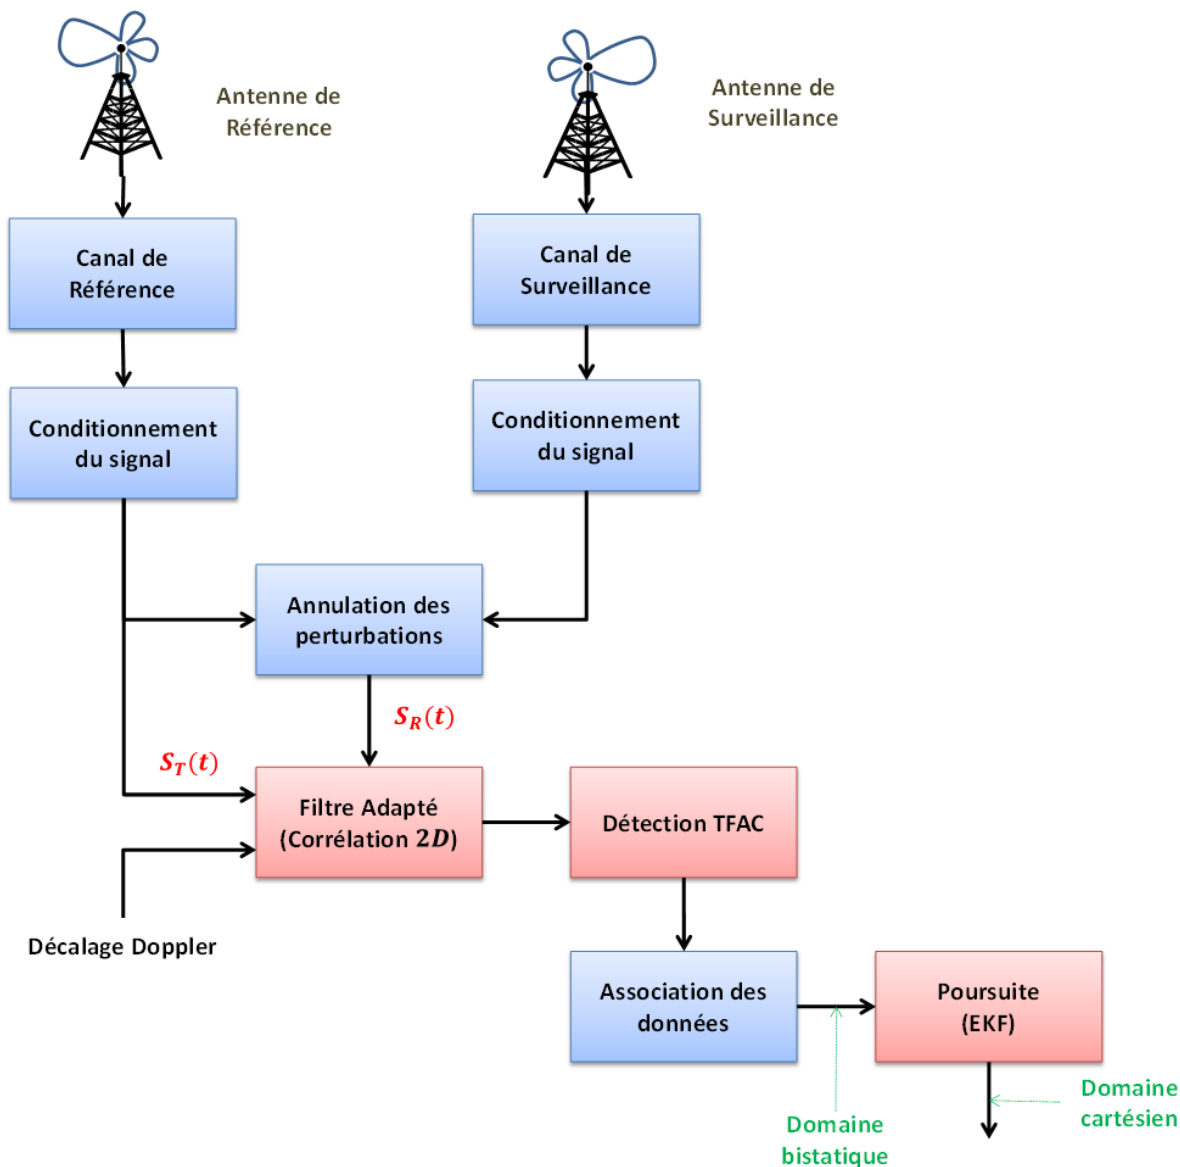 Antenne de
Référence
Antenne de
Surveillance
Canal de
Référence
Canal de
Surveillance
Conditionnement
du signal
Conditionnement
du signal
Annulation des
perturbations
S_R(t)
S_T(t)
Filtre Adapté
(Corrélation 2D)
Détection TFAC
Décalage Doppler
Association des
données
Poursuite
(EKF)
Domaine
bistatique
Domaine
cartésien